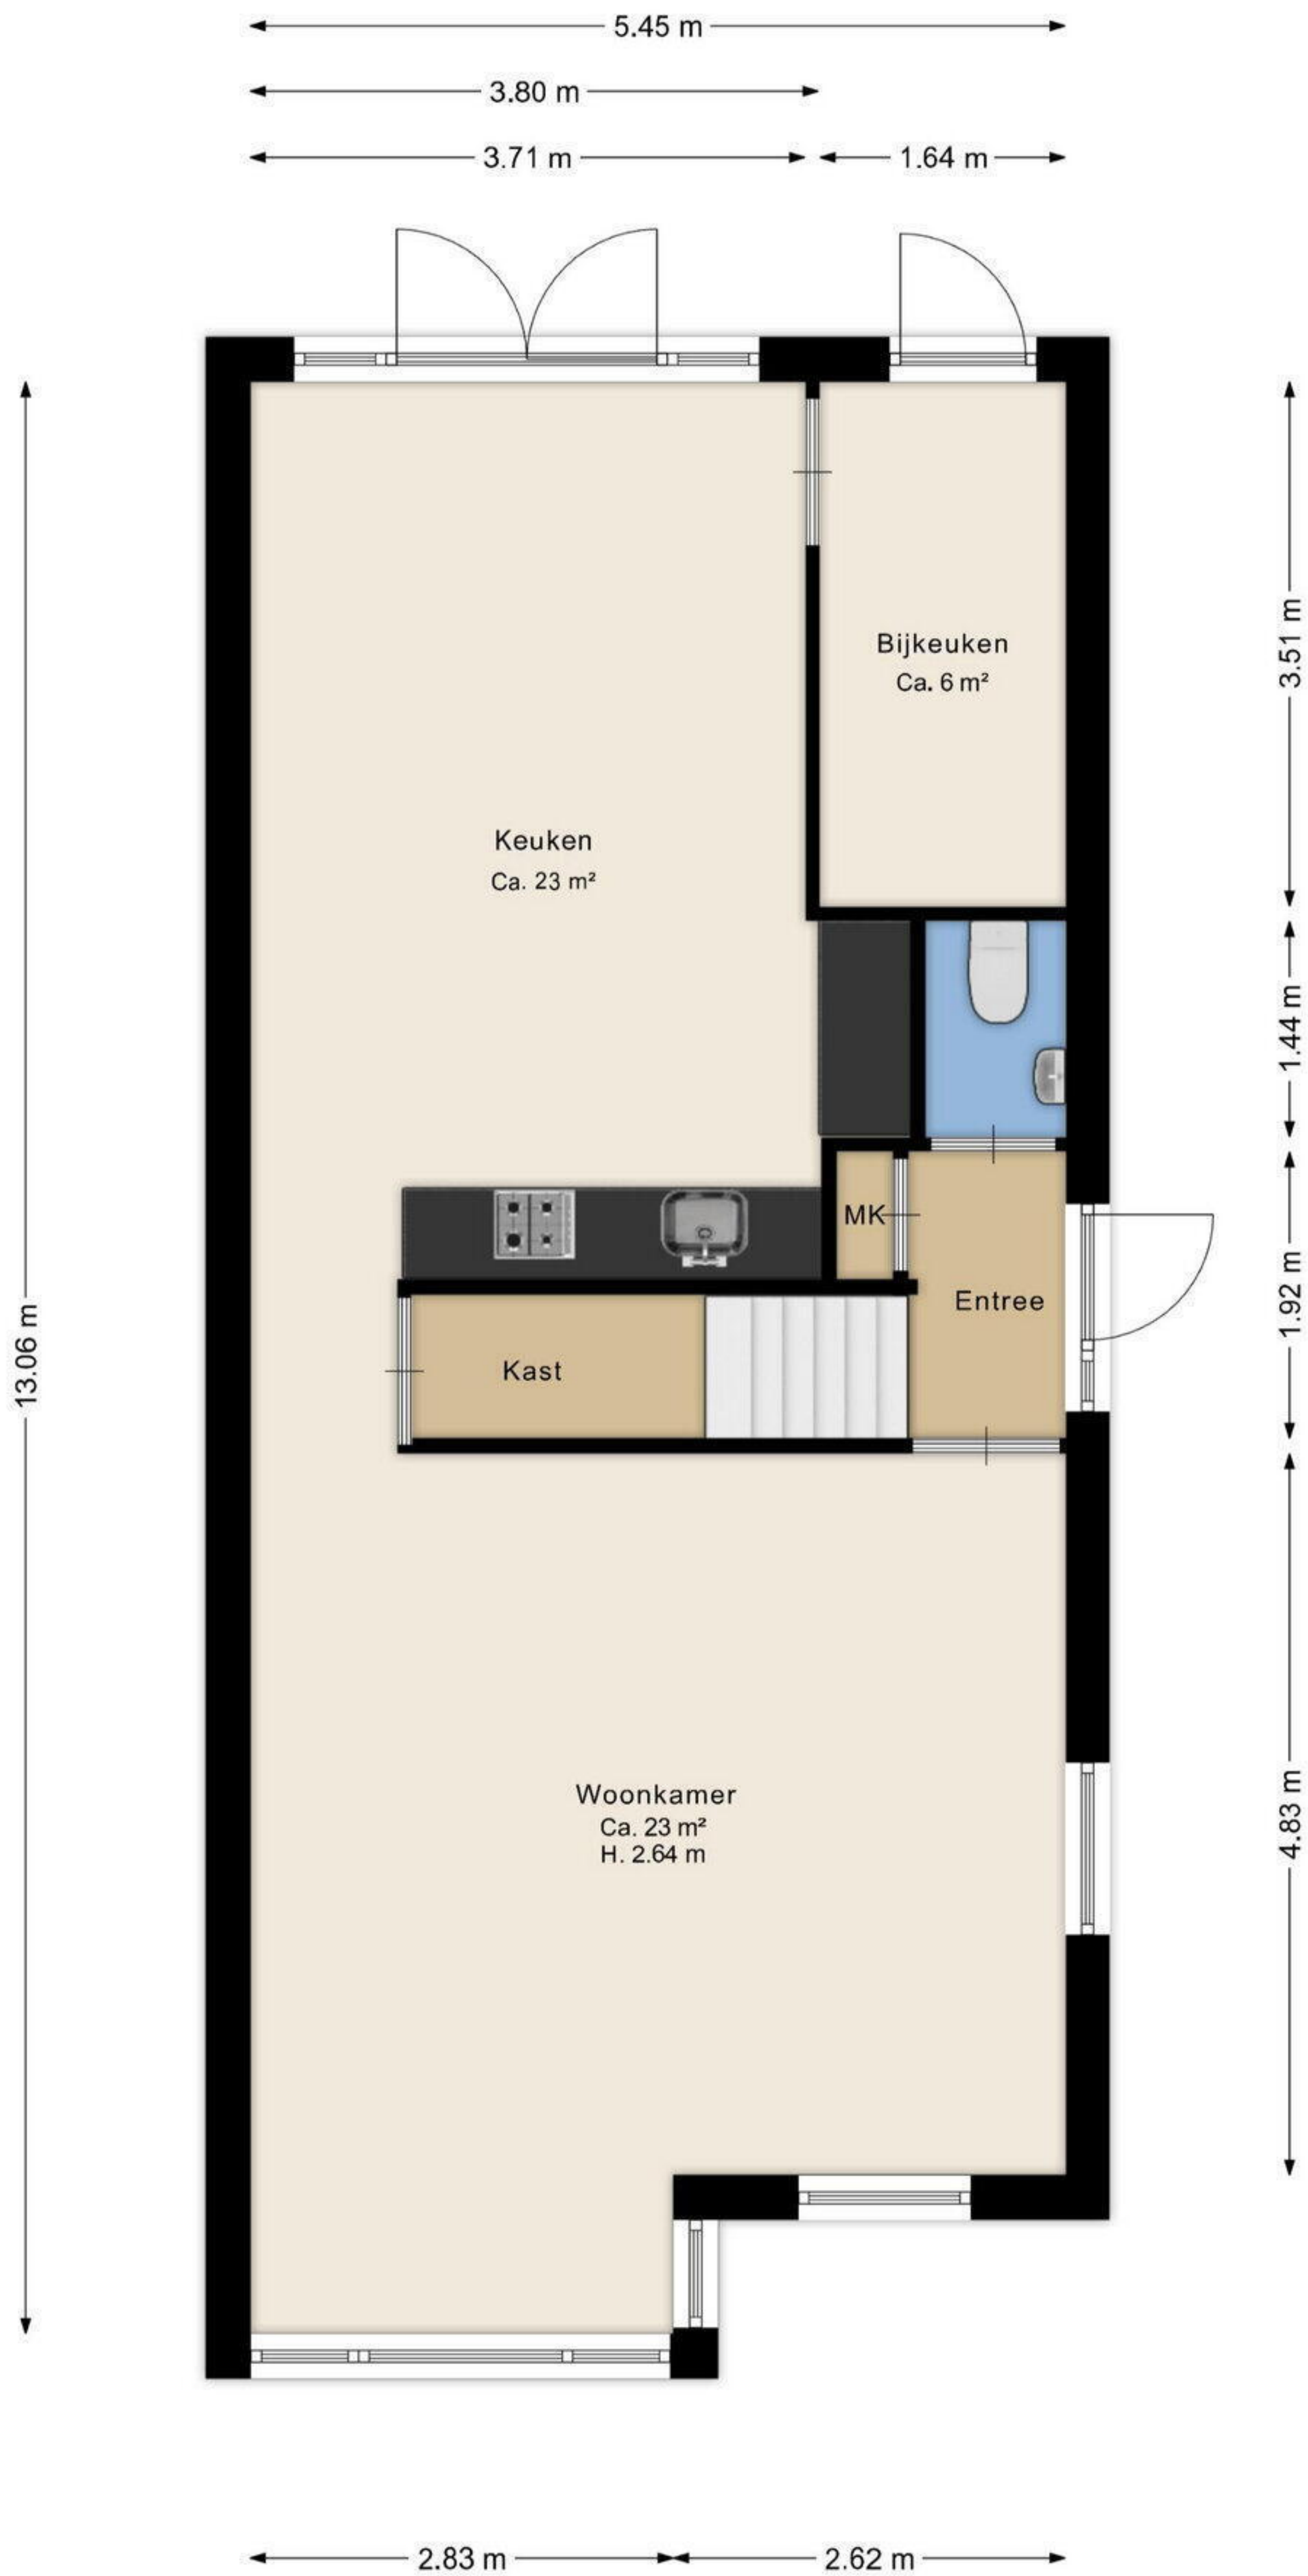 5.45 m
3.80 m
3.71 m
1.64 m
3.51 m
Bijkeuken
Ca. 6 m²
Keuken
Ca. 23 m²
1.44 m
MK
Entree
1.92 m
13.06 m
Kast
Woonkamer
Ca. 23 m²
H. 2.64 m
4.83 m
2.83 m
2.62 m